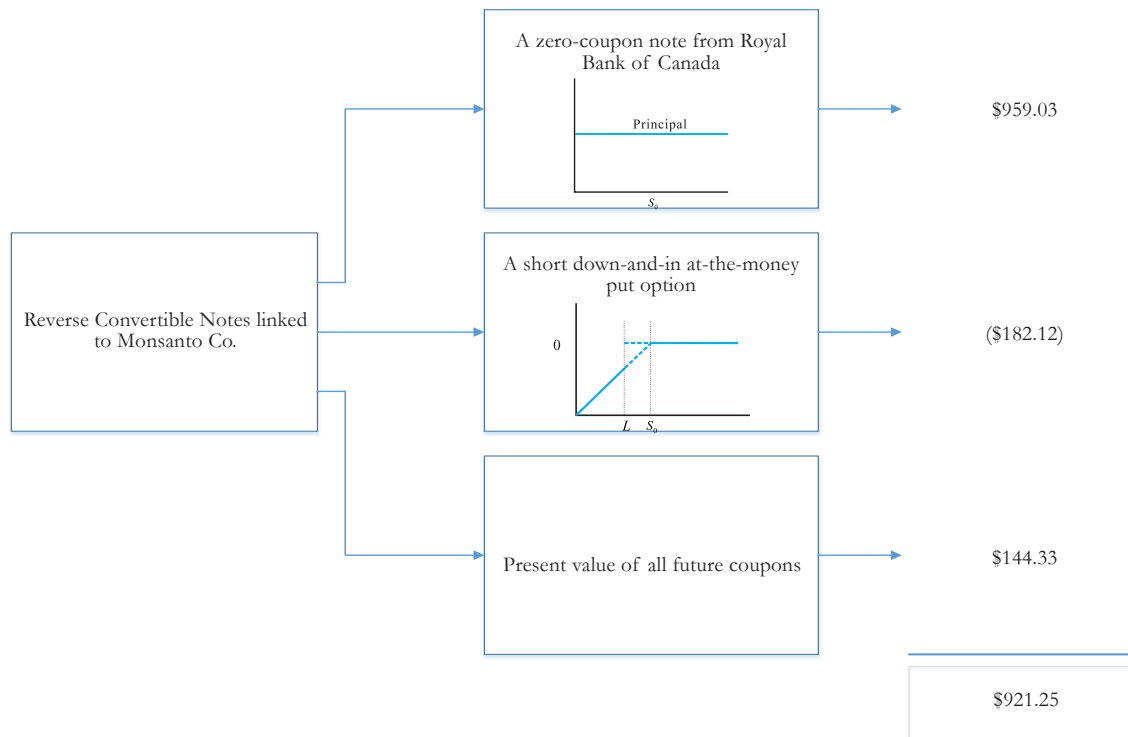 A zero-coupon note from Royal
Bank of Canada
Principal
S₀
$959.03
Reverse Convertible Notes linked
to Monsanto Co.
A short down-and-in at-the-money
put option
0
L S₀
($182.12)
Present value of all future coupons
$144.33
$921.25